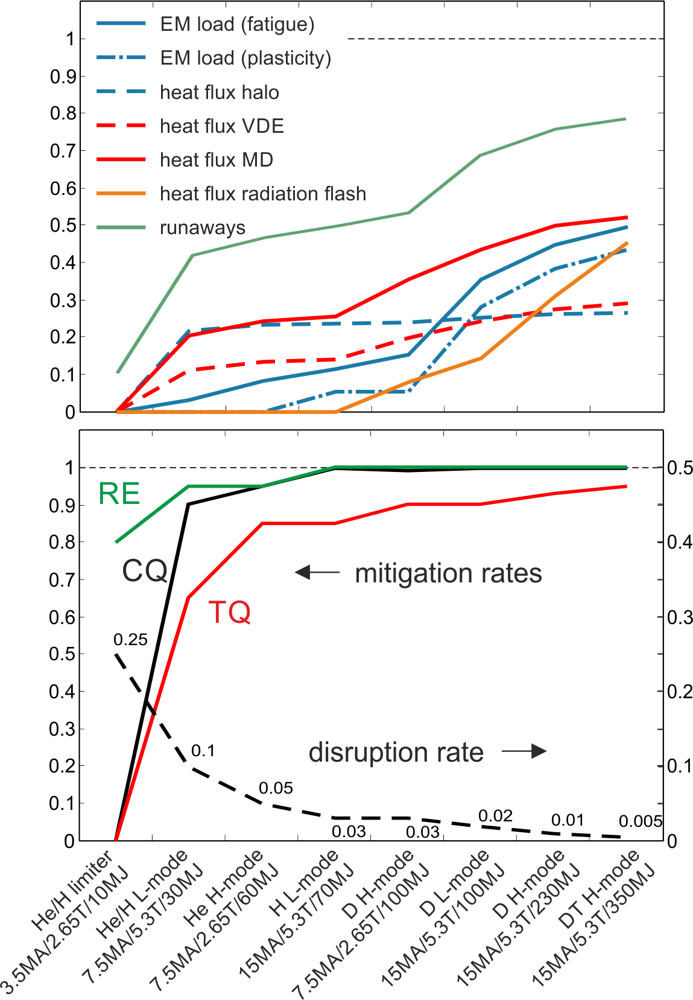 EM load (fatigue)
EM load (plasticity)
heat flux halo
heat flux VDE
heat flux MD
heat flux radiation flash
runaways
1
0.9
0.8
0.7
0.6
0.5
0.4
0.3
0.2
0.1
0
1
0.9
0.8
0.7
0.6
0.5
0.4
0.3
0.2
0.1
0
0.5
0.4
0.3
0.2
0.1
0
RE
CQ
TQ
mitigation rates
disruption rate
0.25
0.1
0.05
0.03
0.03
0.02
0.01
0.005
He/H limiter
3.5MA/2.65T/10MJ
He/H L-mode
7.5MA/5.3T/30MJ
He H-mode
7.5MA/2.65T/60MJ
H L-mode
15MA/5.3T/70MJ
D H-mode
7.5MA/2.65T/100MJ
D L-mode
15MA/5.3T/100MJ
D H-mode
15MA/5.3T/230MJ
DT H-mode
15MA/5.3T/350MJ